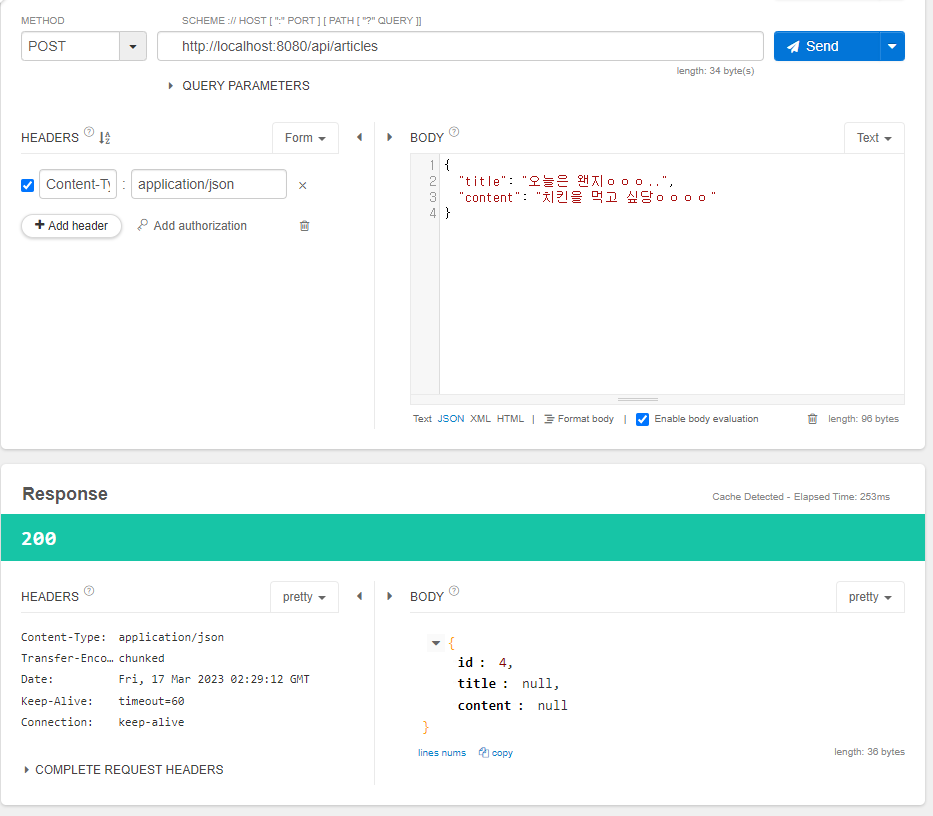 METHOD
SCHEME :// HOST [ ":" PORT ] [ PATH [ "?" QUERY ]]
POST
http://localhost:8080/api/articles
Send
length: 34 byte(s)
QUERY PARAMETERS
HEADERS ? Form
BODY ? Text
Content-Ty : application/json
Add header Add authorization
1 {
2 "title": "오늘은 왠지ㅇㅇㅇ..",
3 "content": "치킨을 먹고 싶당ㅇㅇㅇㅇ"
4 }
Text JSON XML HTML | Format body | Enable body evaluation length: 96 bytes
Response
Cache Detected - Elapsed Time: 253ms
200
HEADERS ? pretty
BODY ? pretty
Content-Type: application/json
Transfer-Enco… chunked
Date: Fri, 17 Mar 2023 02:29:12 GMT
Keep-Alive: timeout=60
Connection: keep-alive
COMPLETE REQUEST HEADERS
{
id : 4,
title : null,
content : null
}
lines nums copy
length: 36 bytes